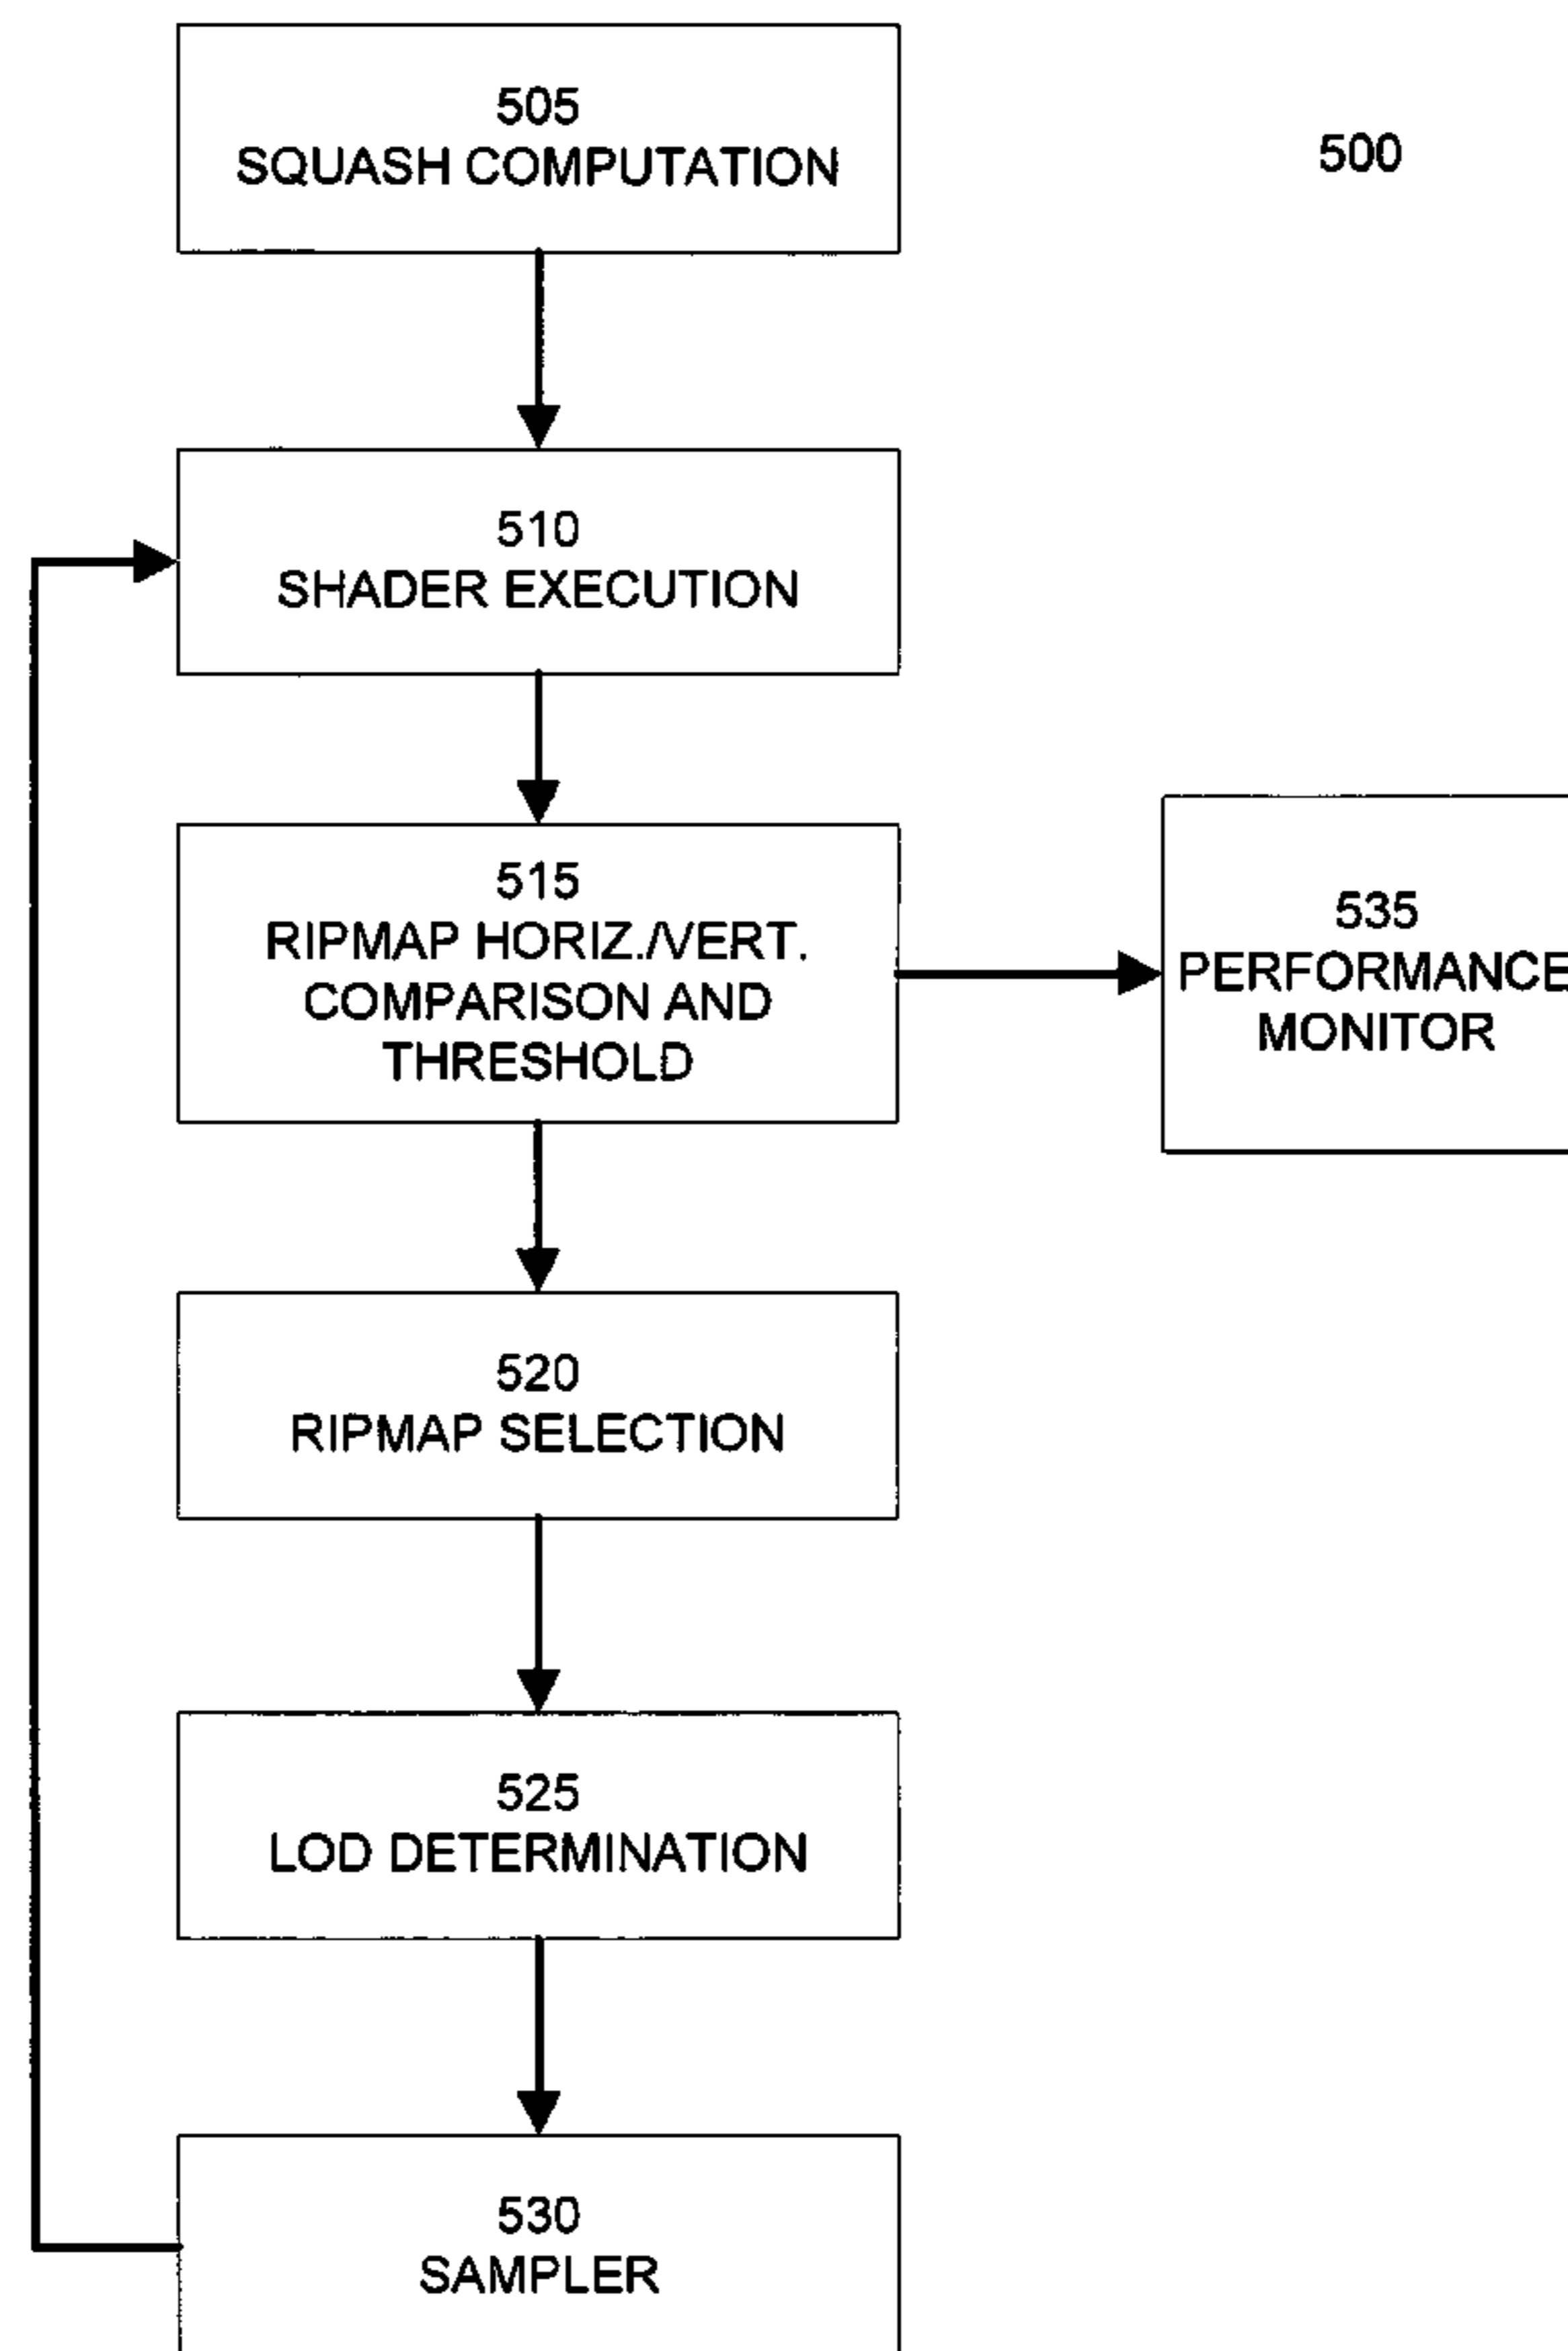 505
SQUASH COMPUTATION
500
510
SHADER EXECUTION
515
RIPMAP HORIZ./VERT.
COMPARISON AND
THRESHOLD
535
PERFORMANCE
MONITOR
520
RIPMAP SELECTION
525
LOD DETERMINATION
530
SAMPLER